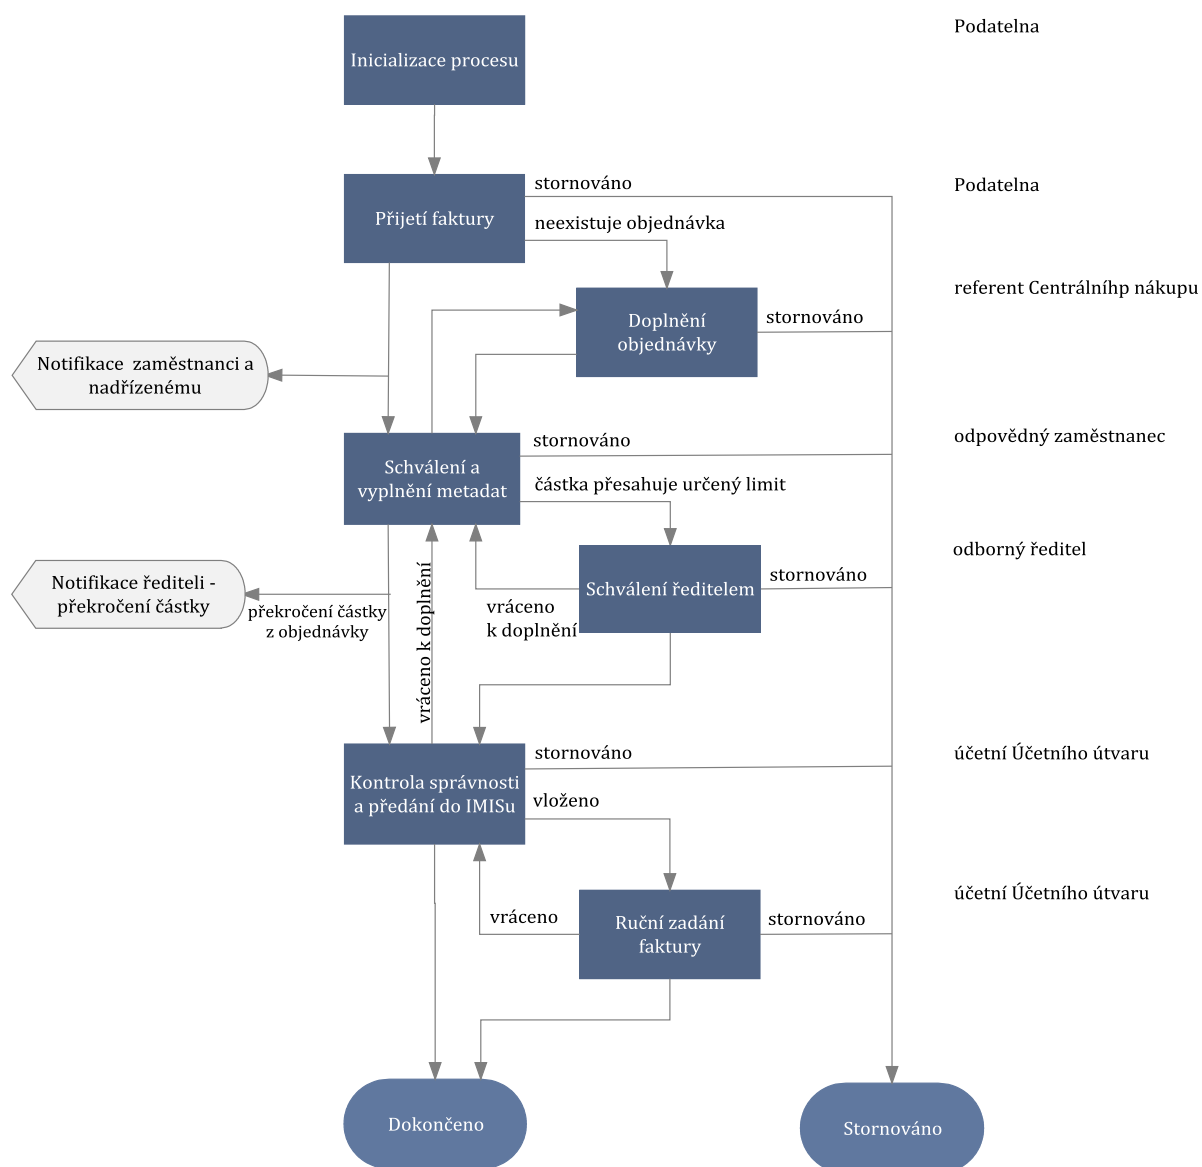 Podatelna
Inicializace procesu
stornováno
Podatelna
Přijetí faktury
neexistuje objednávka
referent Centrálníhp nákupu
Doplnění
objednávky
stornováno
Notifikace  zaměstnanci a
nadřízenému
odpovědný zaměstnanec
stornováno
Schválení a
vyplnění metadat
částka přesahuje určený limit
odborný ředitel
Notifikace řediteli -
překročení částky
Schválení ředitelem
stornováno
překročení částky
z objednávky
vráceno k doplnění
vráceno
k doplnění
stornováno
účetní Účetního útvaru
Kontrola správnosti
a předání do IMISu
vloženo
účetní Účetního útvaru
vráceno
Ruční zadání
faktury
stornováno
Dokončeno
Stornováno